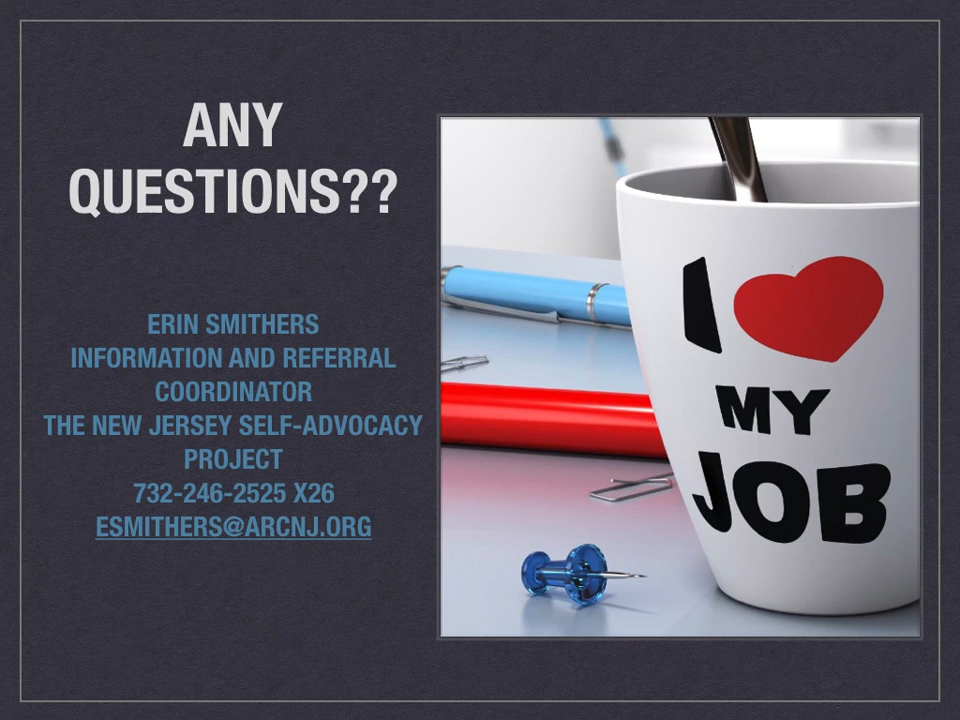 ANY
QUESTIONS??
ERIN SMITHERS
INFORMATION AND REFERRAL
COORDINATOR
THE NEW JERSEY SELF-ADVOCACY
PROJECT
732-246-2525 X26
ESMITHERS@ARCNJ.ORG
I
MY
JOB